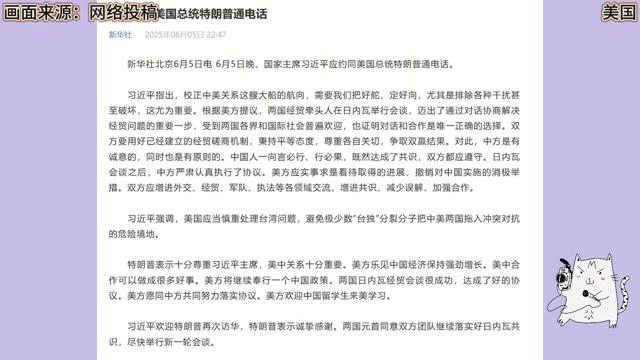 画面来源：网络投稿
美国总统特朗普通电话
美国
新华社 2025年06月05日 22:47
新华社北京6月5日电 6月5日晚，国家主席习近平应约同美国总统特朗普通电话。
习近平指出，校正中美关系这艘大船的航向，需要我们把好舵、定好向，尤其是排除各种干扰甚
至破坏，这尤为重要。根据美方提议，两国经贸牵头人在日内瓦举行会谈，迈出了通过对话协商解决
经贸问题的重要一步，受到两国各界和国际社会普遍欢迎，也证明对话和合作是唯一正确的选择。双
方要用好已经建立的经贸磋商机制，秉持平等态度，尊重各自关切，争取双赢结果。对此，中方是有
诚意的，同时也是有原则的。中国人一向言必行、行必果，既然达成了共识，双方都应遵守。日内瓦
会谈之后，中方严肃认真执行了协议。美方应实事求是看待取得的进展，撤销对中国实施的消极举
措。双方应增进外交、经贸、军队、执法等各领域交流，增进共识、减少误解、加强合作。
习近平强调，美国应当慎重处理台湾问题，避免极少数“台独”分裂分子把中美两国拖入冲突对抗
的危险境地。
特朗普表示十分尊重习近平主席，美中关系十分重要。美方乐见中国经济保持强劲增长。美中合
作可以做成很多好事。美方将继续奉行一个中国政策。两国日内瓦经贸会谈很成功，达成了好的协
议。美方愿同中方共同努力落实协议。美方欢迎中国留学生来美学习。
习近平欢迎特朗普再次访华，特朗普表示诚挚感谢。两国元首同意双方团队继续落实好日内瓦共
识，尽快举行新一轮会谈。